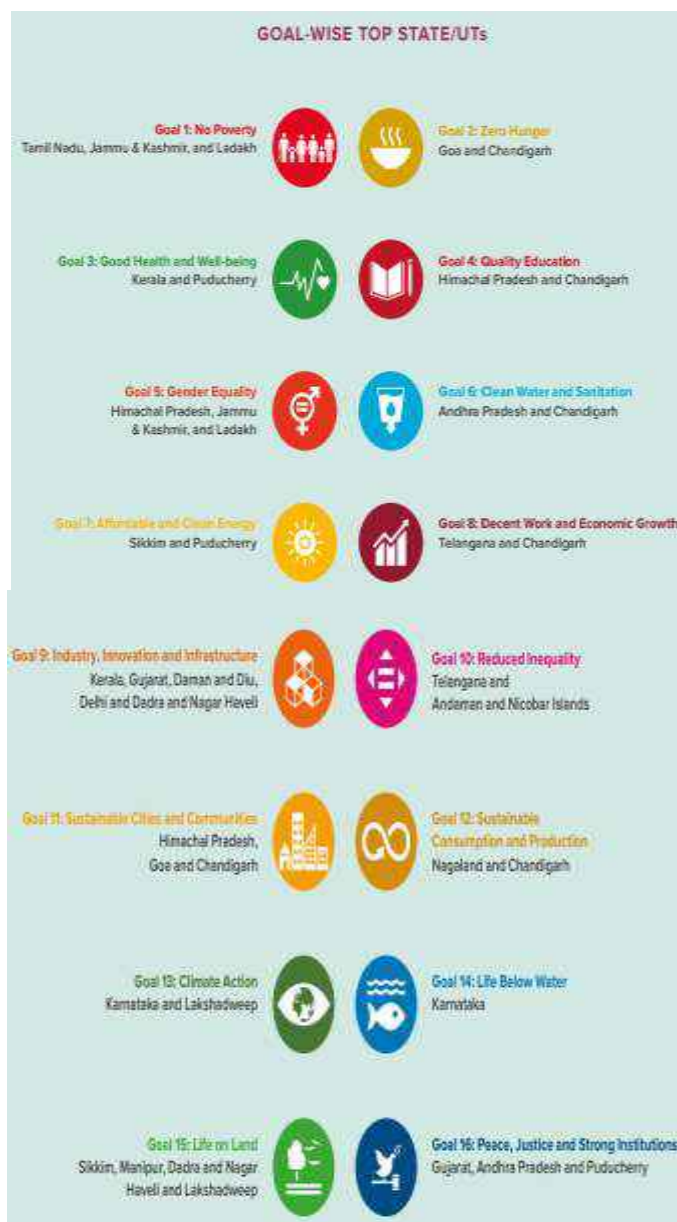 GOAL-WISE TOP STATE/UTs
Goal 1: No Poverty
Tamil Nadu, Jammu & Kashmir, and Ladakh
Goal 2: Zero Hunger
Goa and Chandigarh
Goal 3: Good Health and Well-being
Kerala and Puducherry
Goal 4: Quality Education
Himachal Pradesh and Chandigarh
Goal 5: Gender Equality
Himachal Pradesh, Jammu
& Kashmir, and Ladakh
Goal 6: Clean Water and Sanitation
Andhra Pradesh and Chandigarh
Goal 7: Affordable and Clean Energy
Sikkim and Puducherry
Goal 8: Decent Work and Economic Growth
Telangana and Chandigarh
Goal 9: Industry, Innovation and Infrastructure
Kerala, Gujarat, Daman and Diu,
Delhi and Dadra and Nagar Haveli
Goal 10: Reduced Inequality
Telangana and
Andaman and Nicobar Islands
Goal 11: Sustainable Cities and Communities
Himachal Pradesh,
Goa and Chandigarh
Goal 12: Sustainable
Consumption and Production
Nagaland and Chandigarh
Goal 13: Climate Action
Karnataka and Lakshadweep
Goal 14: Life Below Water
Karnataka
Goal 15: Life on Land
Sikkim, Manipur, Dadra and Nagar
Haveli and Lakshadweep
Goal 16: Peace, Justice and Strong Institutions
Gujarat, Andhra Pradesh and Puducherry